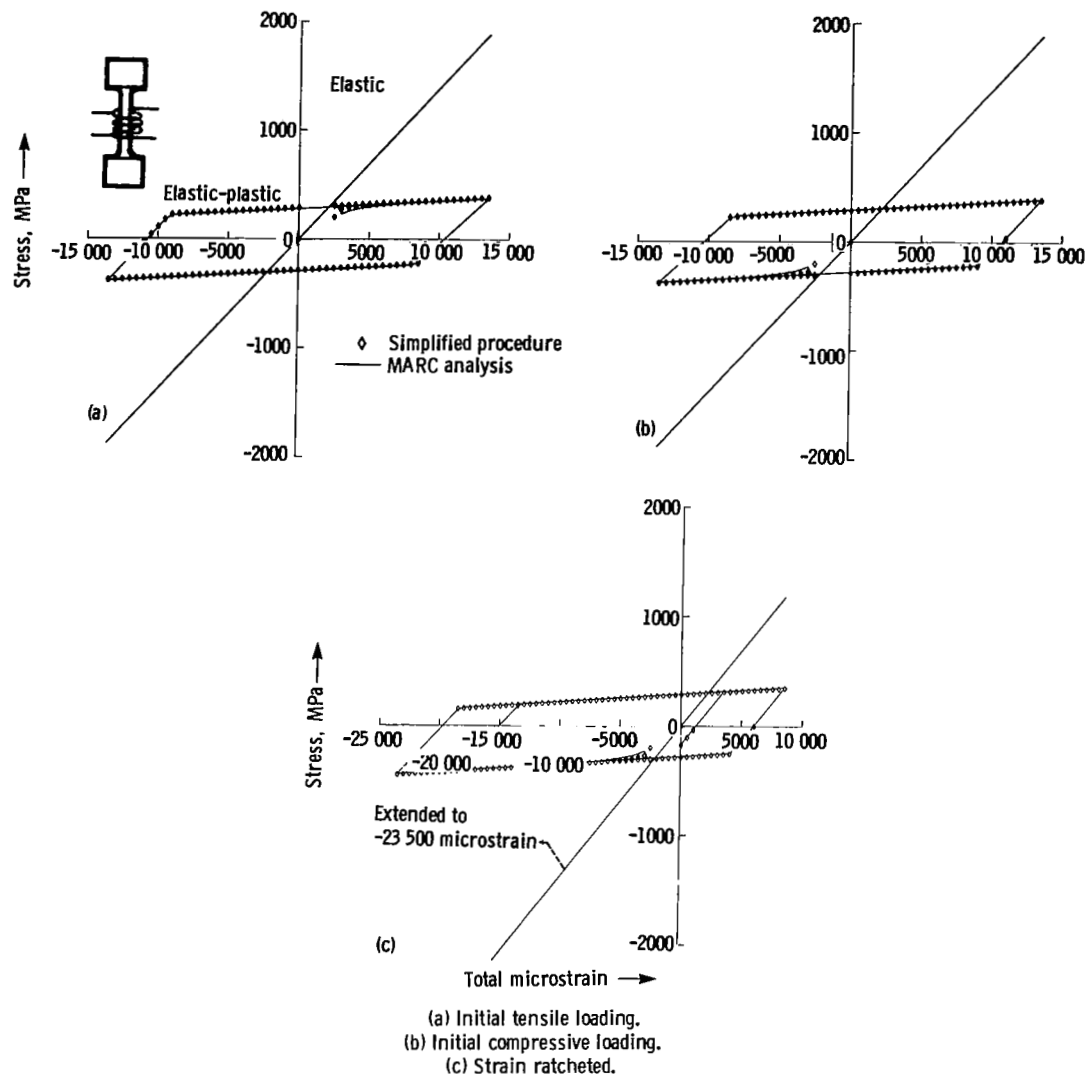 2000
Elastic
1000
Stress, MPa
Elastic-plastic
0
-15 000 -10 000 -5000 5000 10 000 15 000
-1000
◊ Simplified procedure
— MARC analysis
(a)
-2000
2000
1000
0
-15 000 -10 000 -5000 5000 10 000 15 000
-1000
(b)
-2000
2000
1000
Stress, MPa
0
-25 000 -15 000 -5000 5000 10 000
-20 000 -10 000
Extended to
-23 500 microstrain
-1000
(c)
-2000
Total microstrain
(a) Initial tensile loading.
(b) Initial compressive loading.
(c) Strain ratcheted.